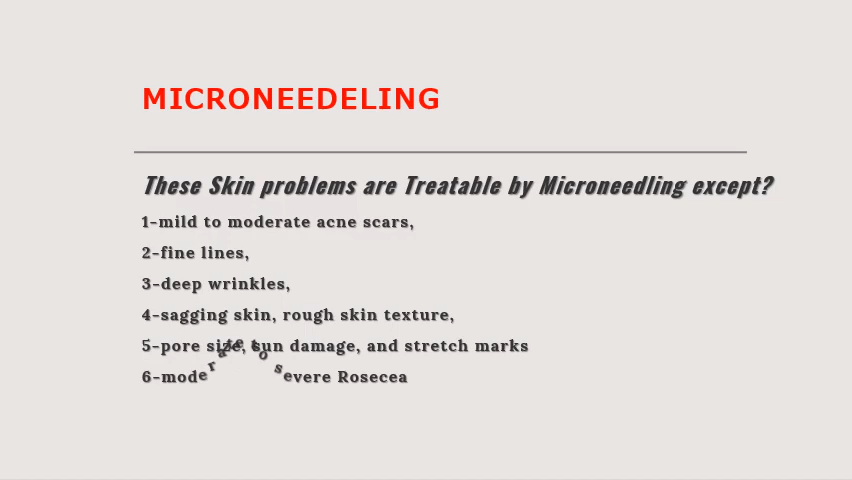 MICRONEEDELING
These Skin problems are Treatable by Microneedling except?
1-mild to moderate acne scars,
2-fine lines,
3-deep wrinkles,
4-sagging skin, rough skin texture,
5-pore size, sun damage, and stretch marks
6-moderate to severe Rosecea